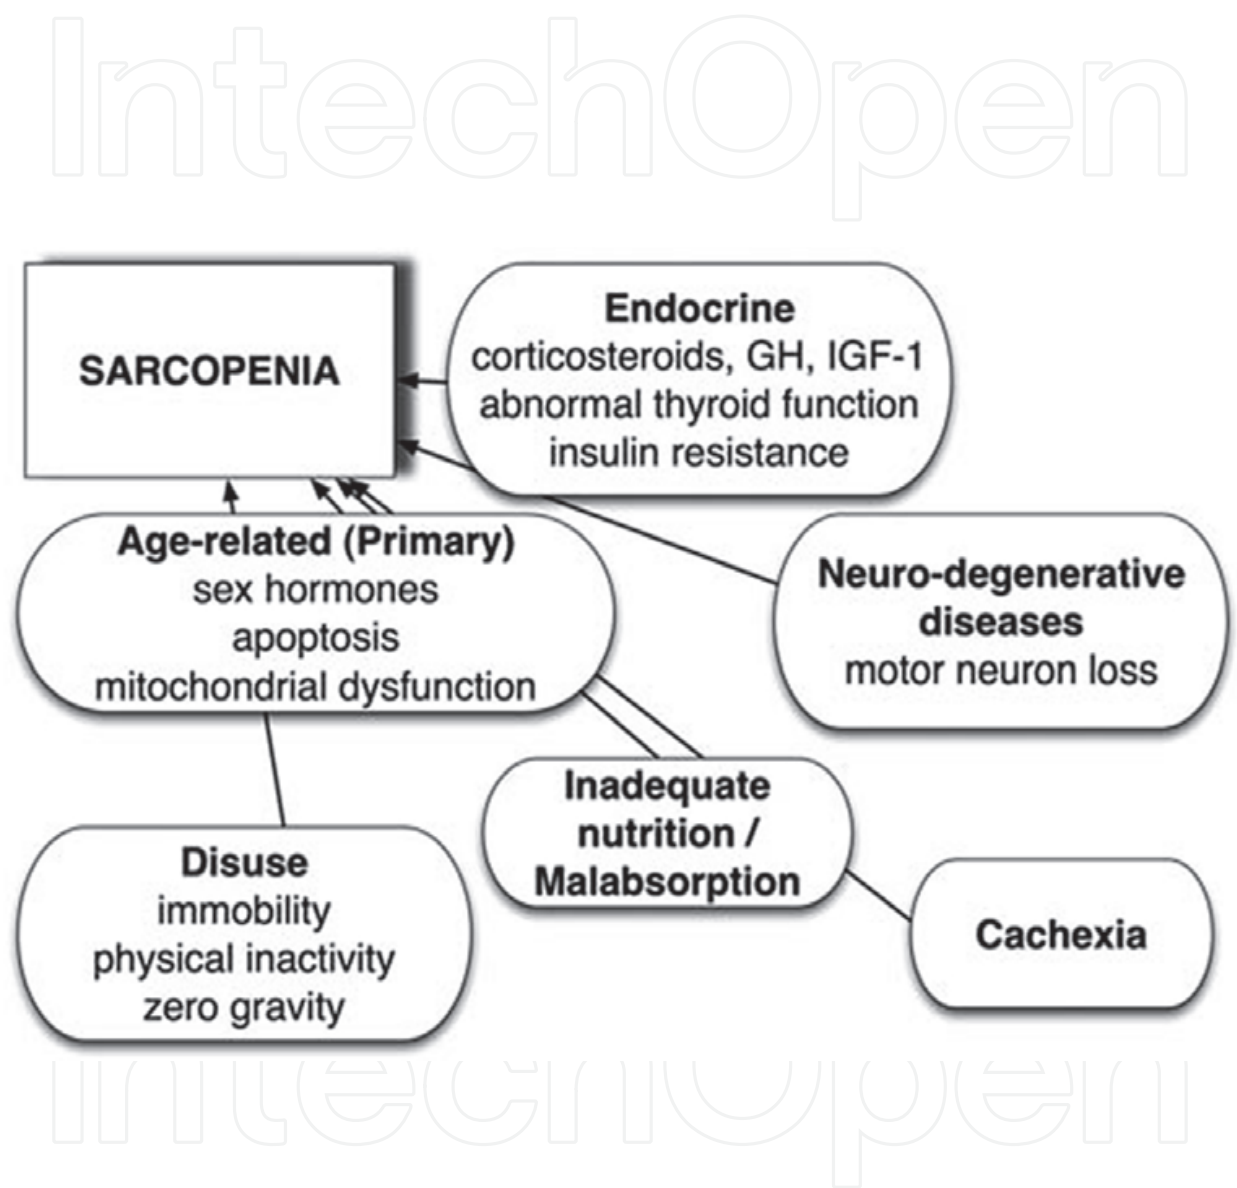 IntechOpen
SARCOPENIA
Endocrine
corticosteroids, GH, IGF-1
abnormal thyroid function
insulin resistance
Age-related (Primary)
sex hormones
apoptosis
mitochondrial dysfunction
Neuro-degenerative
diseases
motor neuron loss
Inadequate
nutrition /
Malabsorption
Disuse
immobility
physical inactivity
zero gravity
Cachexia
IntechOpen